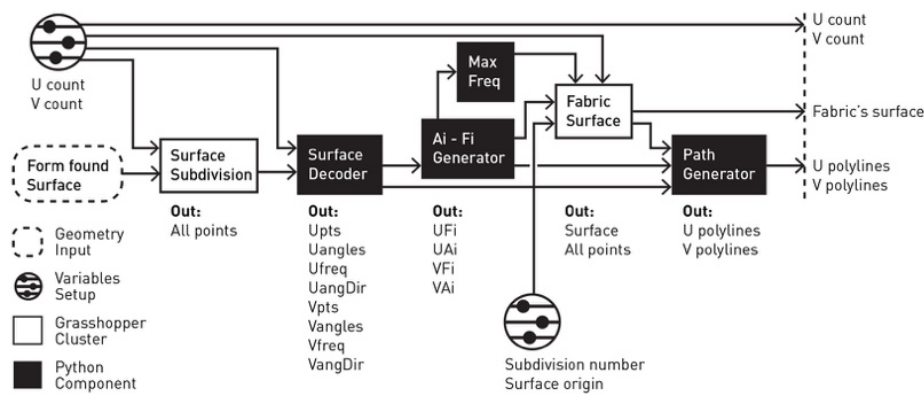 U count
V count
Form found
Surface
Surface
Subdivision
Out:
All points
Surface
Decoder
Out:
Upts
Uangles
Ufreq
UangDir
Vpts
Vangles
Vfreq
VangDir
Max
Freq
Ai - Fi
Generator
Out:
UFi
UAi
VFi
VAi
Fabric
Surface
Out:
Surface
All points
Path
Generator
Out:
U polylines
V polylines
U count
V count
Fabric's surface
U polylines
V polylines
Subdivision number
Surface origin
Geometry
Input
Variables
Setup
Grasshopper
Cluster
Python
Component